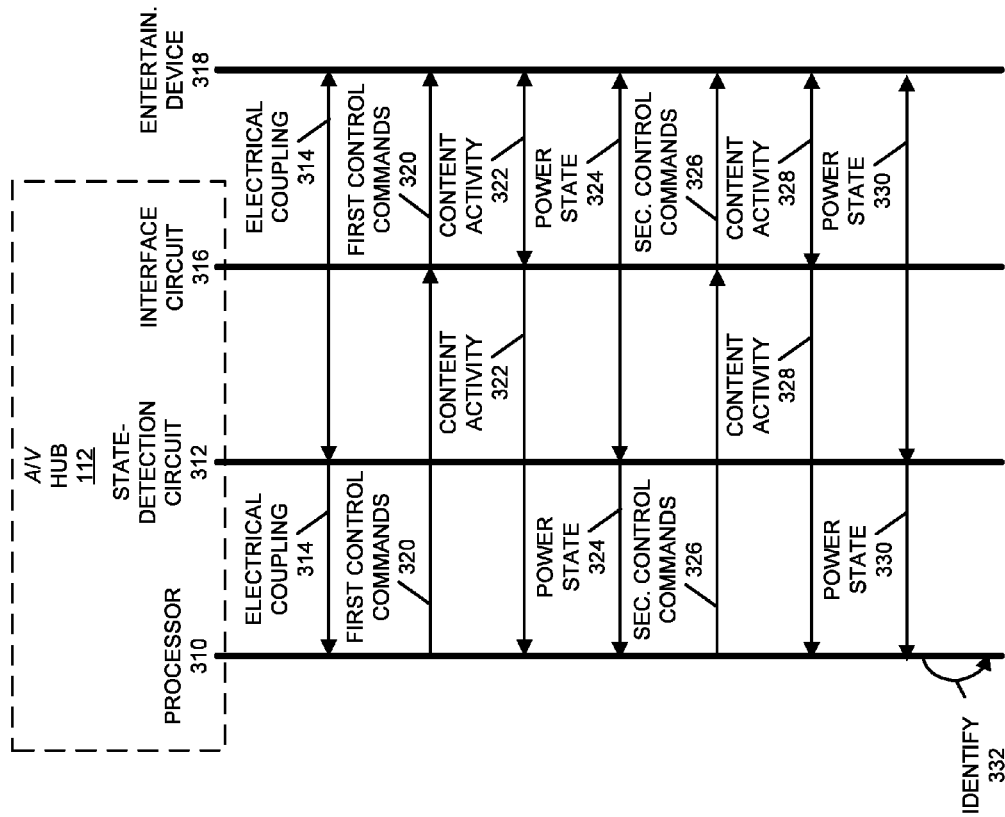 A/V
HUB
112
PROCESSOR
310
STATE-
DETECTION
CIRCUIT
312
INTERFACE
CIRCUIT
316
ENTERTAIN.
DEVICE
318
ELECTRICAL
COUPLING
314
ELECTRICAL
COUPLING
314
FIRST CONTROL
COMMANDS
320
FIRST CONTROL
COMMANDS
320
CONTENT
ACTIVITY
322
CONTENT
ACTIVITY
322
POWER
STATE
324
POWER
STATE
324
SEC. CONTROL
COMMANDS
326
SEC. CONTROL
COMMANDS
326
CONTENT
ACTIVITY
328
CONTENT
ACTIVITY
328
POWER
STATE
330
POWER
STATE
330
IDENTIFY
332